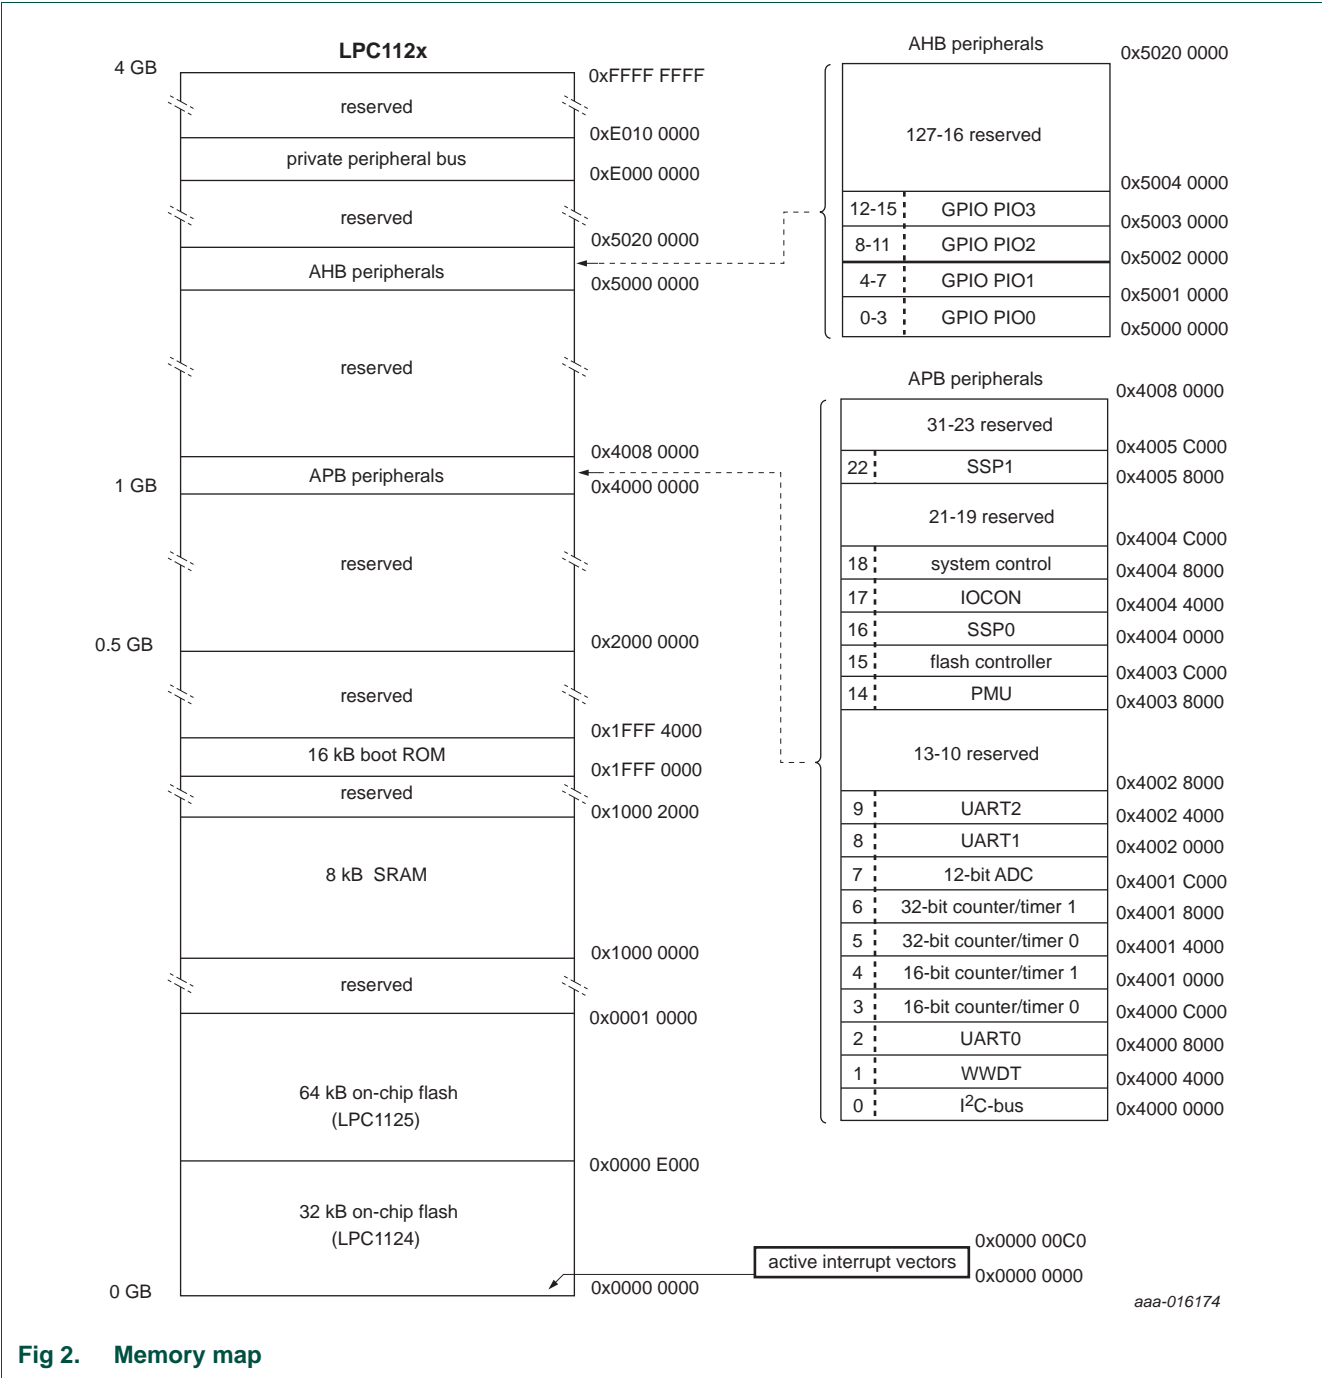 LPC112x
4 GB
0xFFFF FFFF
reserved
0xE010 0000
private peripheral bus
0xE000 0000
reserved
0x5020 0000
AHB peripherals
0x5000 0000
reserved
0x4008 0000
APB peripherals
1 GB
0x4000 0000
reserved
0.5 GB
0x2000 0000
reserved
0x1FFF 4000
16 kB boot ROM
0x1FFF 0000
reserved
0x1000 2000
8 kB SRAM
0x1000 0000
reserved
0x0001 0000
64 kB on-chip flash
(LPC1125)
0x0000 E000
32 kB on-chip flash
(LPC1124)
0 GB
0x0000 0000
AHB peripherals
0x5020 0000
127-16 reserved
0x5004 0000
12-15 GPIO PIO3
0x5003 0000
8-11 GPIO PIO2
0x5002 0000
4-7 GPIO PIO1
0x5001 0000
0-3 GPIO PIO0
0x5000 0000
APB peripherals
0x4008 0000
31-23 reserved
0x4005 C000
22 SSP1
0x4005 8000
21-19 reserved
0x4004 C000
18 system control
0x4004 8000
17 IOCON
0x4004 4000
16 SSP0
0x4004 0000
15 flash controller
0x4003 C000
14 PMU
0x4003 8000
13-10 reserved
0x4002 8000
9 UART2
0x4002 4000
8 UART1
0x4002 0000
7 12-bit ADC
0x4001 C000
6 32-bit counter/timer 1
0x4001 8000
5 32-bit counter/timer 0
0x4001 4000
4 16-bit counter/timer 1
0x4001 0000
3 16-bit counter/timer 0
0x4000 C000
2 UART0
0x4000 8000
1 WWDT
0x4000 4000
0 I2C-bus
0x4000 0000
0x0000 00C0
active interrupt vectors
0x0000 0000
aaa-016174
Fig 2. Memory map